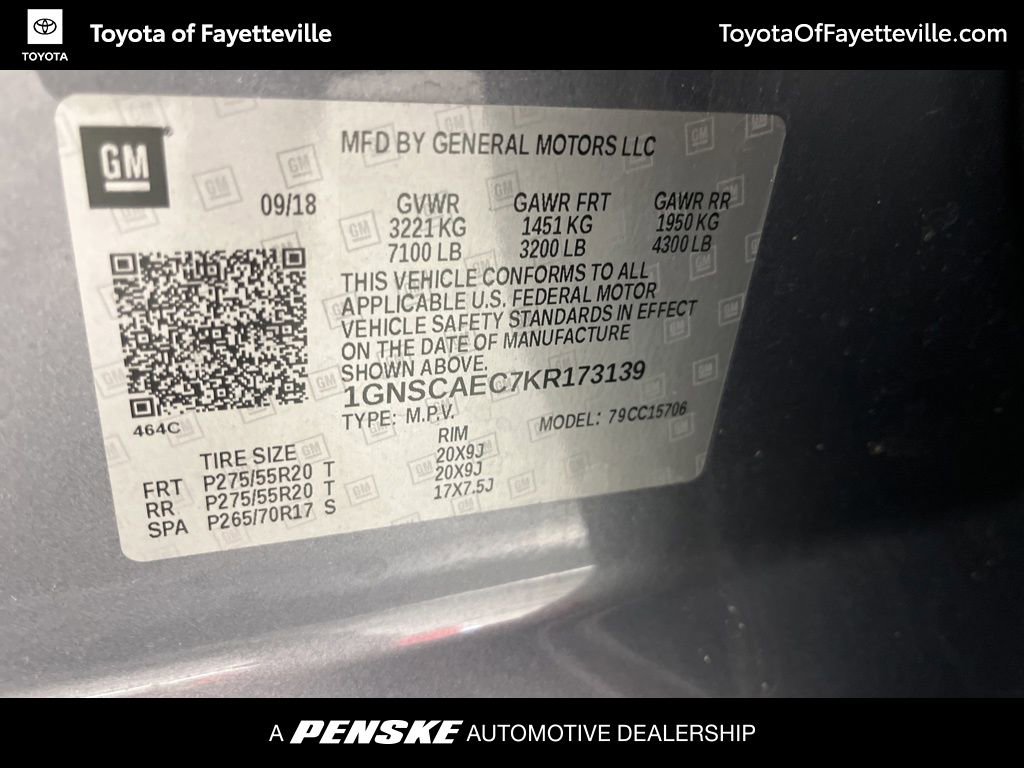 TOYOTA
Toyota of Fayetteville
ToyotaOfFayetteville.com
GM
MFD BY GENERAL MOTORS LLC
09/18
GVWR GAWR FRT GAWR RR
3221 KG 1451 KG 1950 KG
7100 LB 3200 LB 4300 LB
THIS VEHICLE CONFORMS TO ALL
APPLICABLE U.S. FEDERAL MOTOR
VEHICLE SAFETY STANDARDS IN EFFECT
ON THE DATE OF MANUFACTURE
SHOWN ABOVE.
1GNSCAEC7KR173139
TYPE: M.P.V. MODEL: 79CC15706
464C
TIRE SIZE RIM
FRT P275/55R20 T 20X9J
RR P275/55R20 T 20X9J
SPA P265/70R17 S 17X7.5J
A PENSKE AUTOMOTIVE DEALERSHIP